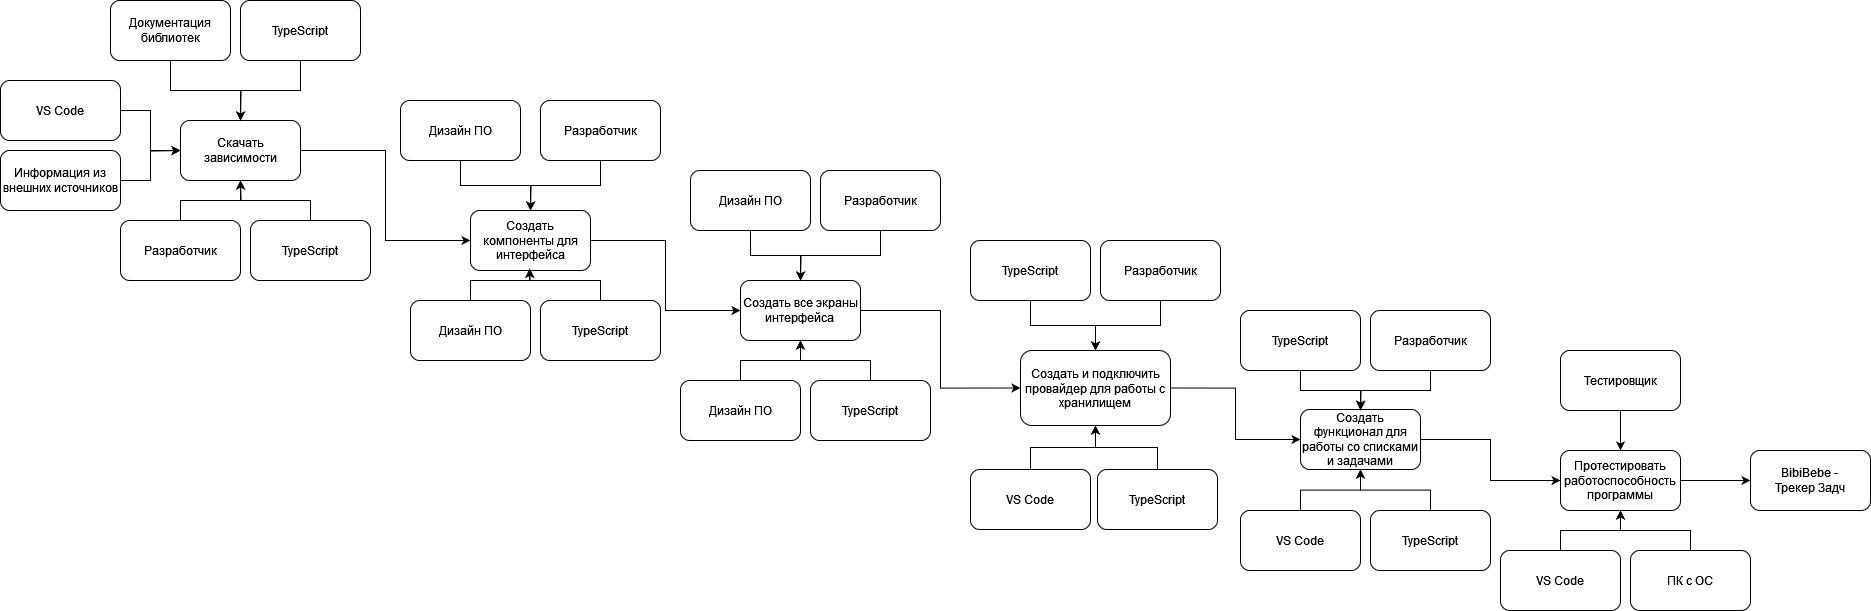 Документация
библиотек
TypeScript
VS Code
Информация из
внешних источников
Скачать
зависимости
Разработчик
TypeScript
Дизайн ПО
Разработчик
Создать
компоненты для
интерфейса
Дизайн ПО
TypeScript
Дизайн ПО
Разработчик
Создать все экраны
интерфейса
Дизайн ПО
TypeScript
TypeScript
Разработчик
Создать и подключить
провайдер для работы с
хранилищем
VS Code
TypeScript
TypeScript
Разработчик
Создать
функционал для
работы со списками
и задачами
VS Code
TypeScript
Тестировщик
Протестировать
работоспособность
программы
VS Code
ПК с ОС
BibiBebe -
Трекер Задч